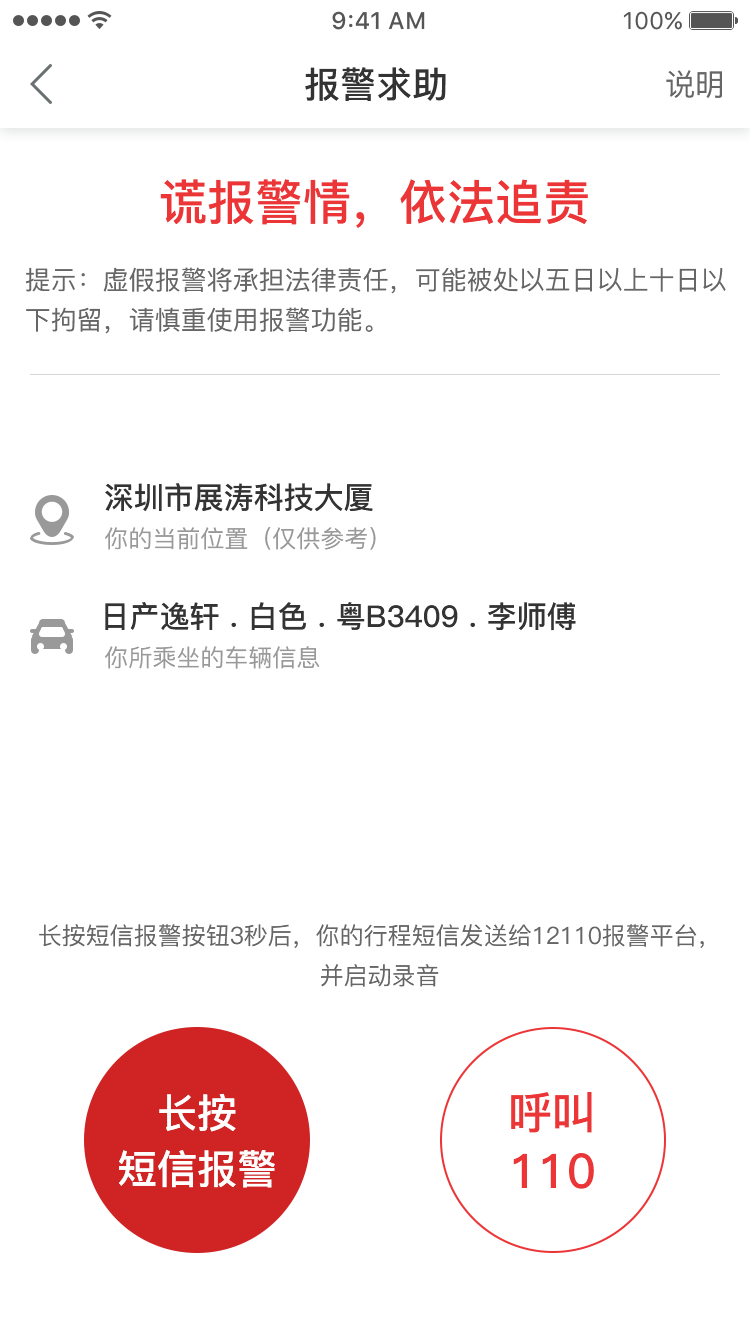 9:41 AM
100%
报警求助
说明
谎报警情，依法追责
提示：虚假报警将承担法律责任，可能被处以五日以上十日以
下拘留，请慎重使用报警功能。
深圳市展涛科技大厦
你的当前位置（仅供参考）
日产逸轩 . 白色 . 粤B3409 . 李师傅
你所乘坐的车辆信息
长按短信报警按钮3秒后，你的行程短信发送给12110报警平台，
并启动录音
长按
短信报警
呼叫
110